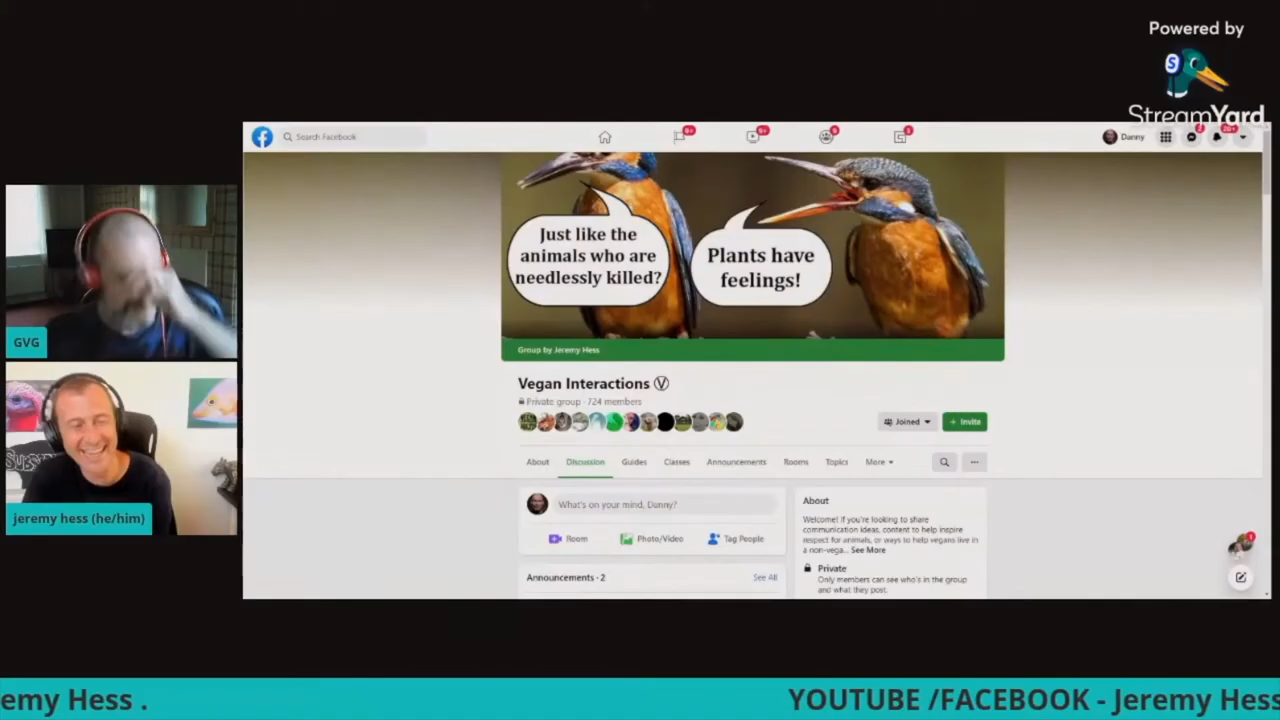 Powered by
S
StreamYard
Search Facebook
9+
9+
Danny
20+
Just like the
animals who are
needlessly killed?
Plants have
feelings!
Group by Jeremy Hess
Vegan Interactions Ⓥ
Private group · 724 members
Joined
+ Invite
About
Discussion
Guides
Classes
Announcements
Rooms
Topics
More
What's on your mind, Danny?
Room
Photo/Video
Tag People
Announcements · 2
See All
About
Welcome! If you're looking to share
communication ideas, content to help inspire
respect for animals, or ways to help vegans live in
a non-vega... See More
Private
Only members can see who's in the group
and what they post.
GVG
jeremy hess (he/him)
emy Hess .
YOUTUBE /FACEBOOK - Jeremy Hess